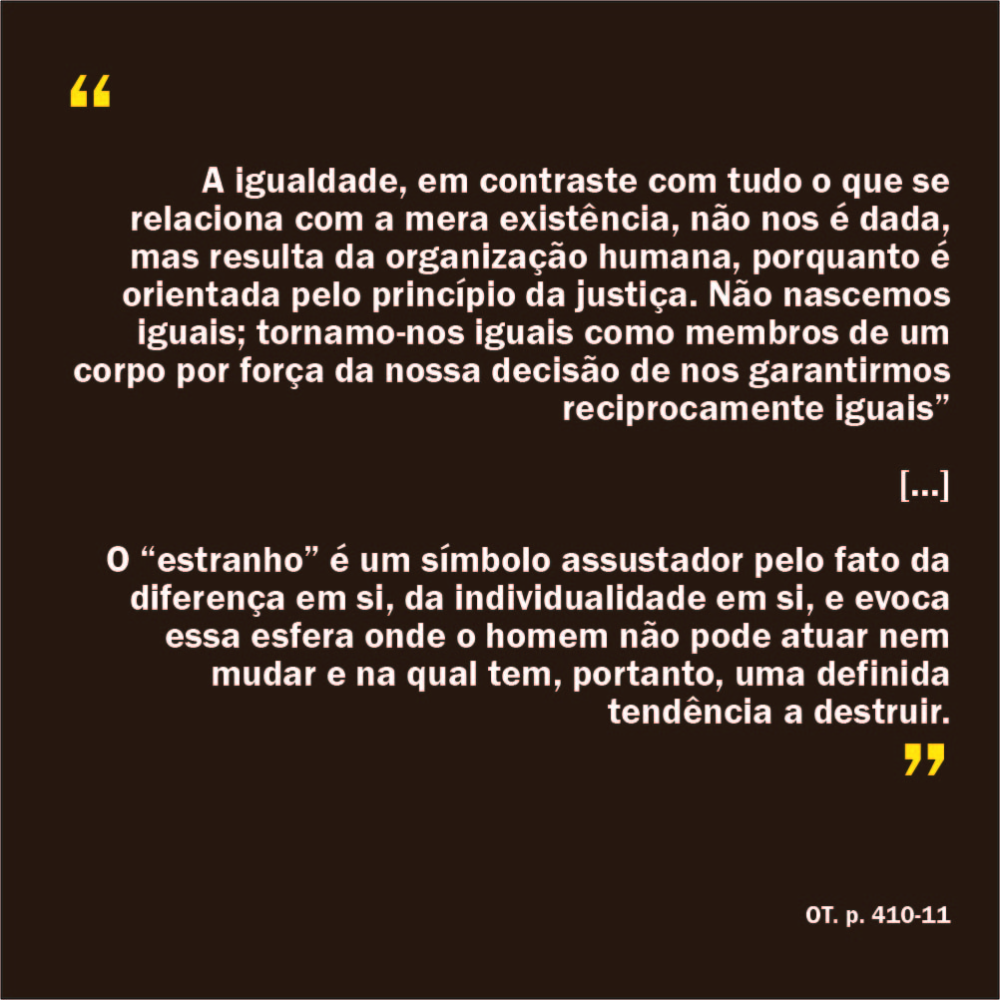 “
A igualdade, em contraste com tudo o que se
relaciona com a mera existência, não nos é dada,
mas resulta da organização humana, porquanto é
orientada pelo princípio da justiça. Não nascemos
iguais; tornamo-nos iguais como membros de um
corpo por força da nossa decisão de nos garantirmos
reciprocamente iguais”
[...]
O “estranho” é um símbolo assustador pelo fato da
diferença em si, da individualidade em si, e evoca
essa esfera onde o homem não pode atuar nem
mudar e na qual tem, portanto, uma definida
tendência a destruir.
”
OT. p. 410-11